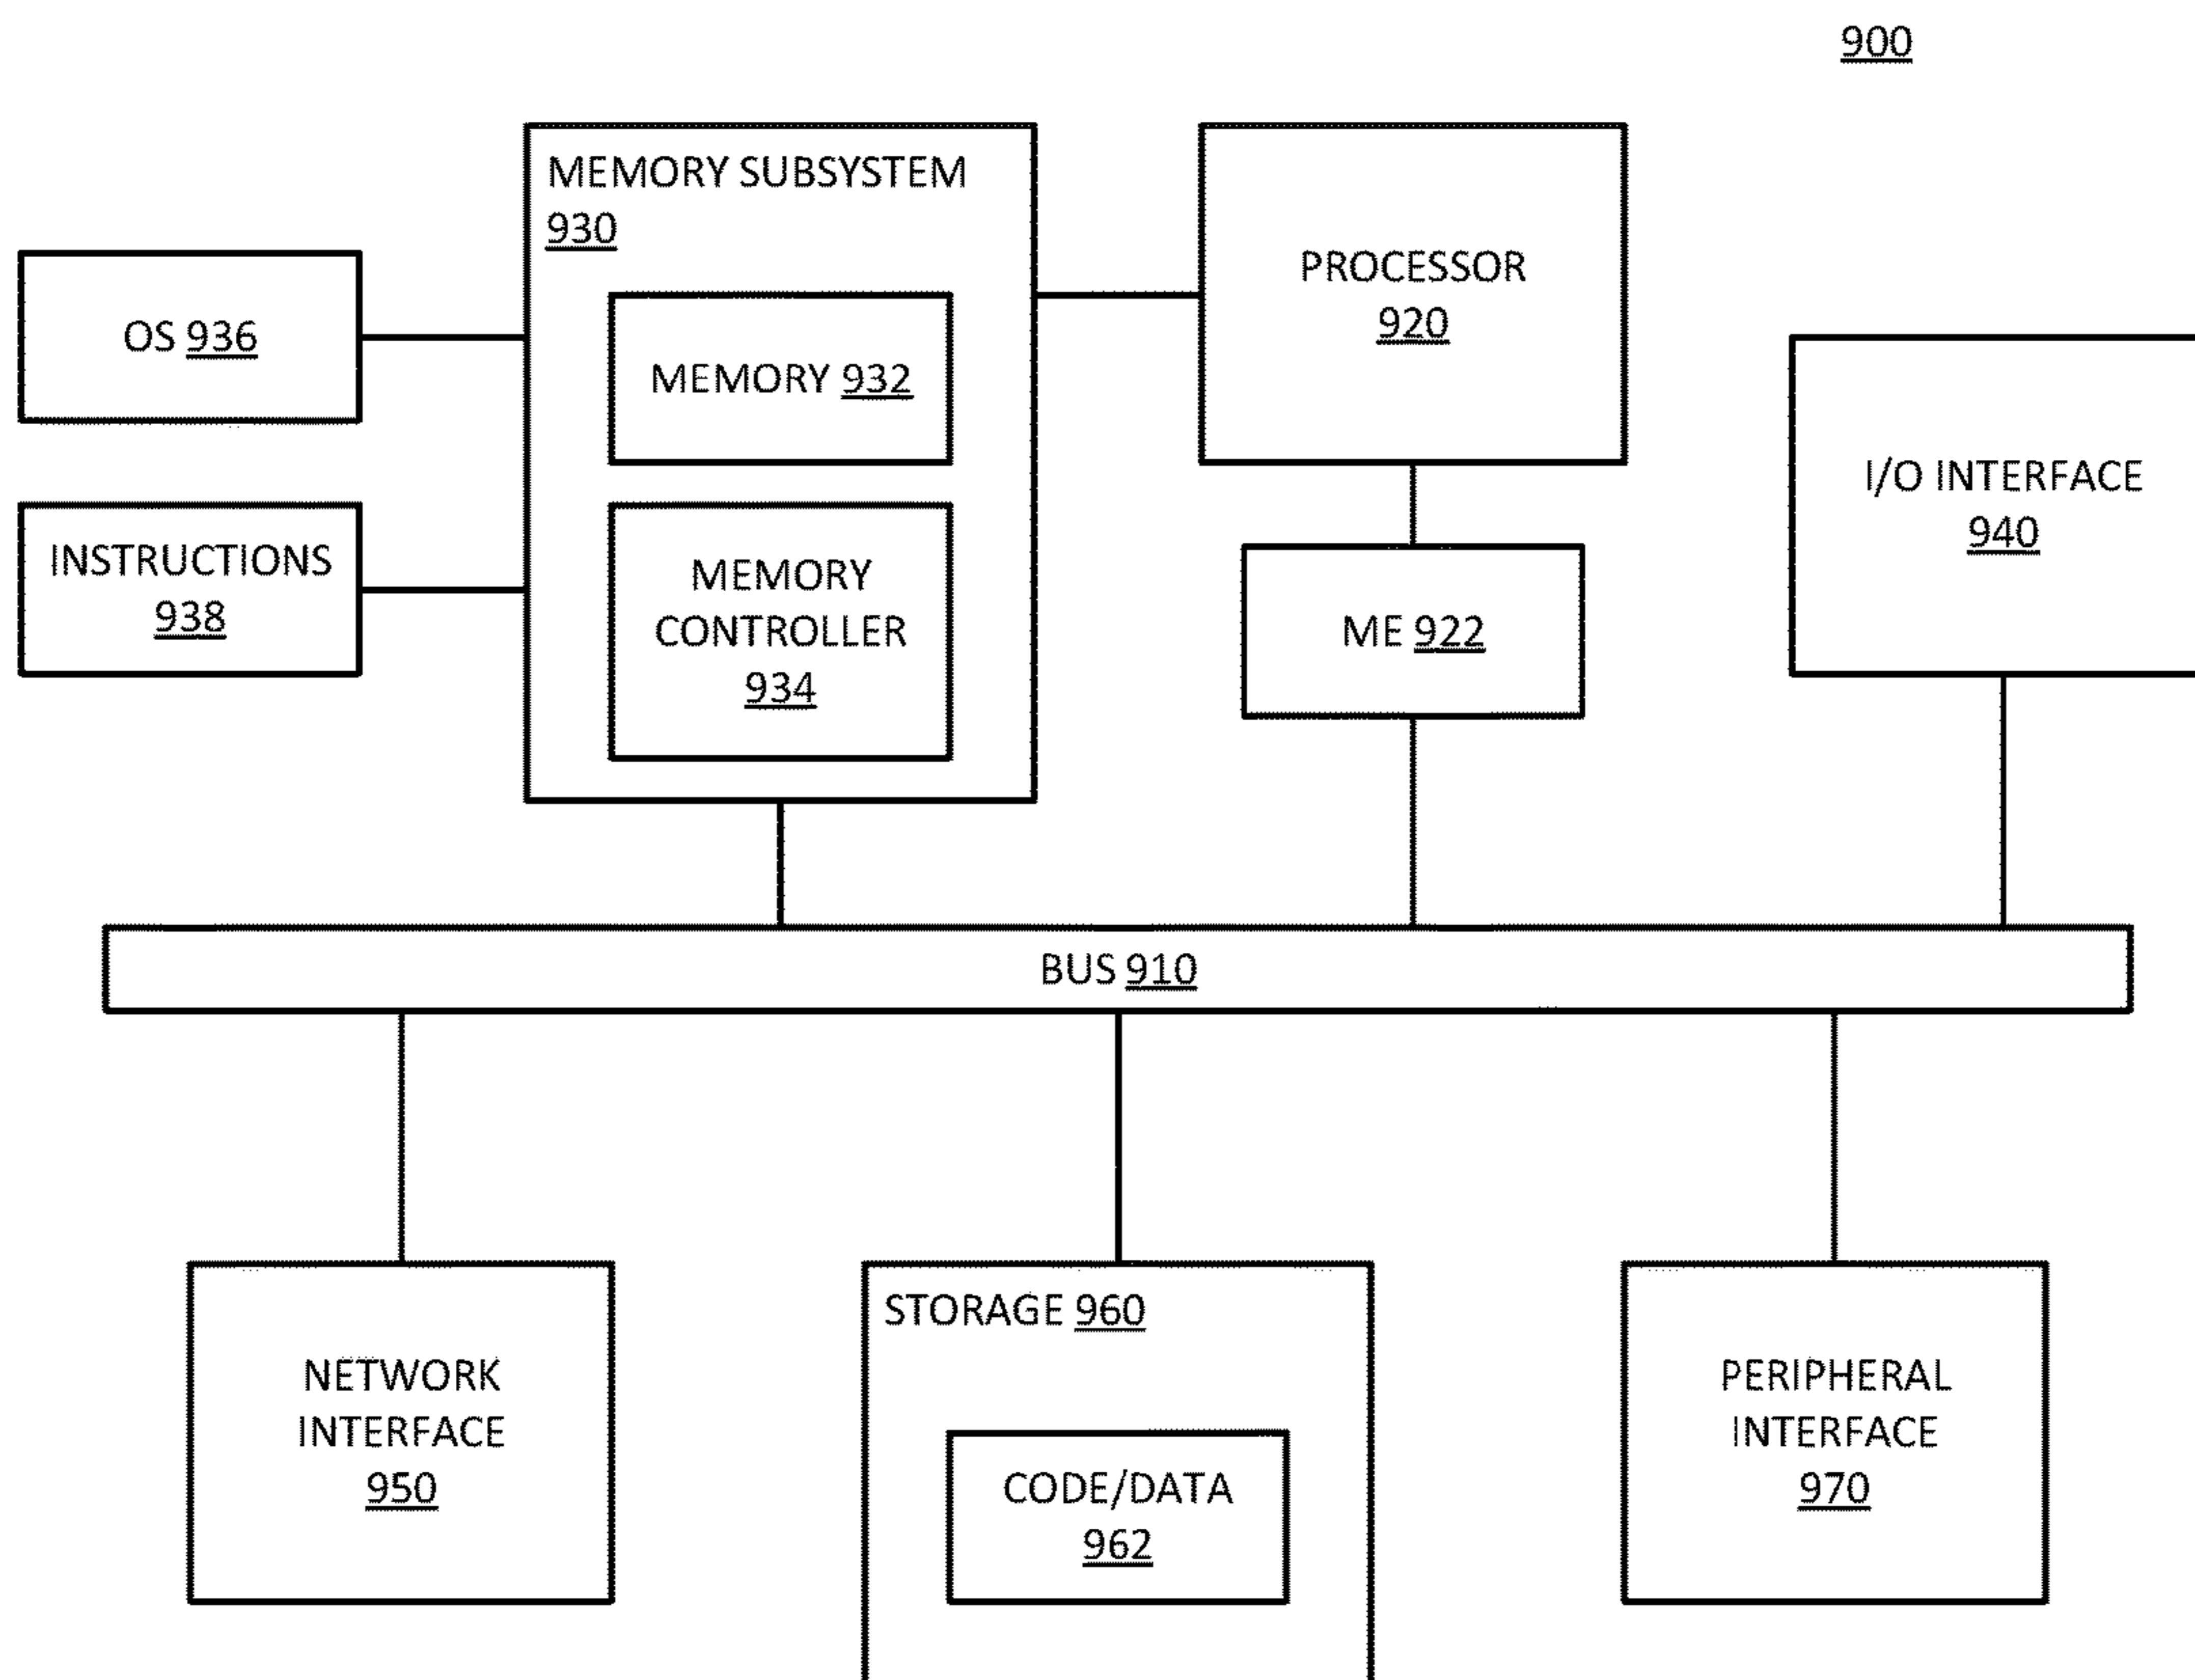 900
MEMORY SUBSYSTEM
930
PROCESSOR
920
OS 936
MEMORY 932
I/O INTERFACE
940
INSTRUCTIONS
938
MEMORY
CONTROLLER
934
ME 922
BUS 910
NETWORK
INTERFACE
950
STORAGE 960
CODE/DATA
962
PERIPHERAL
INTERFACE
970